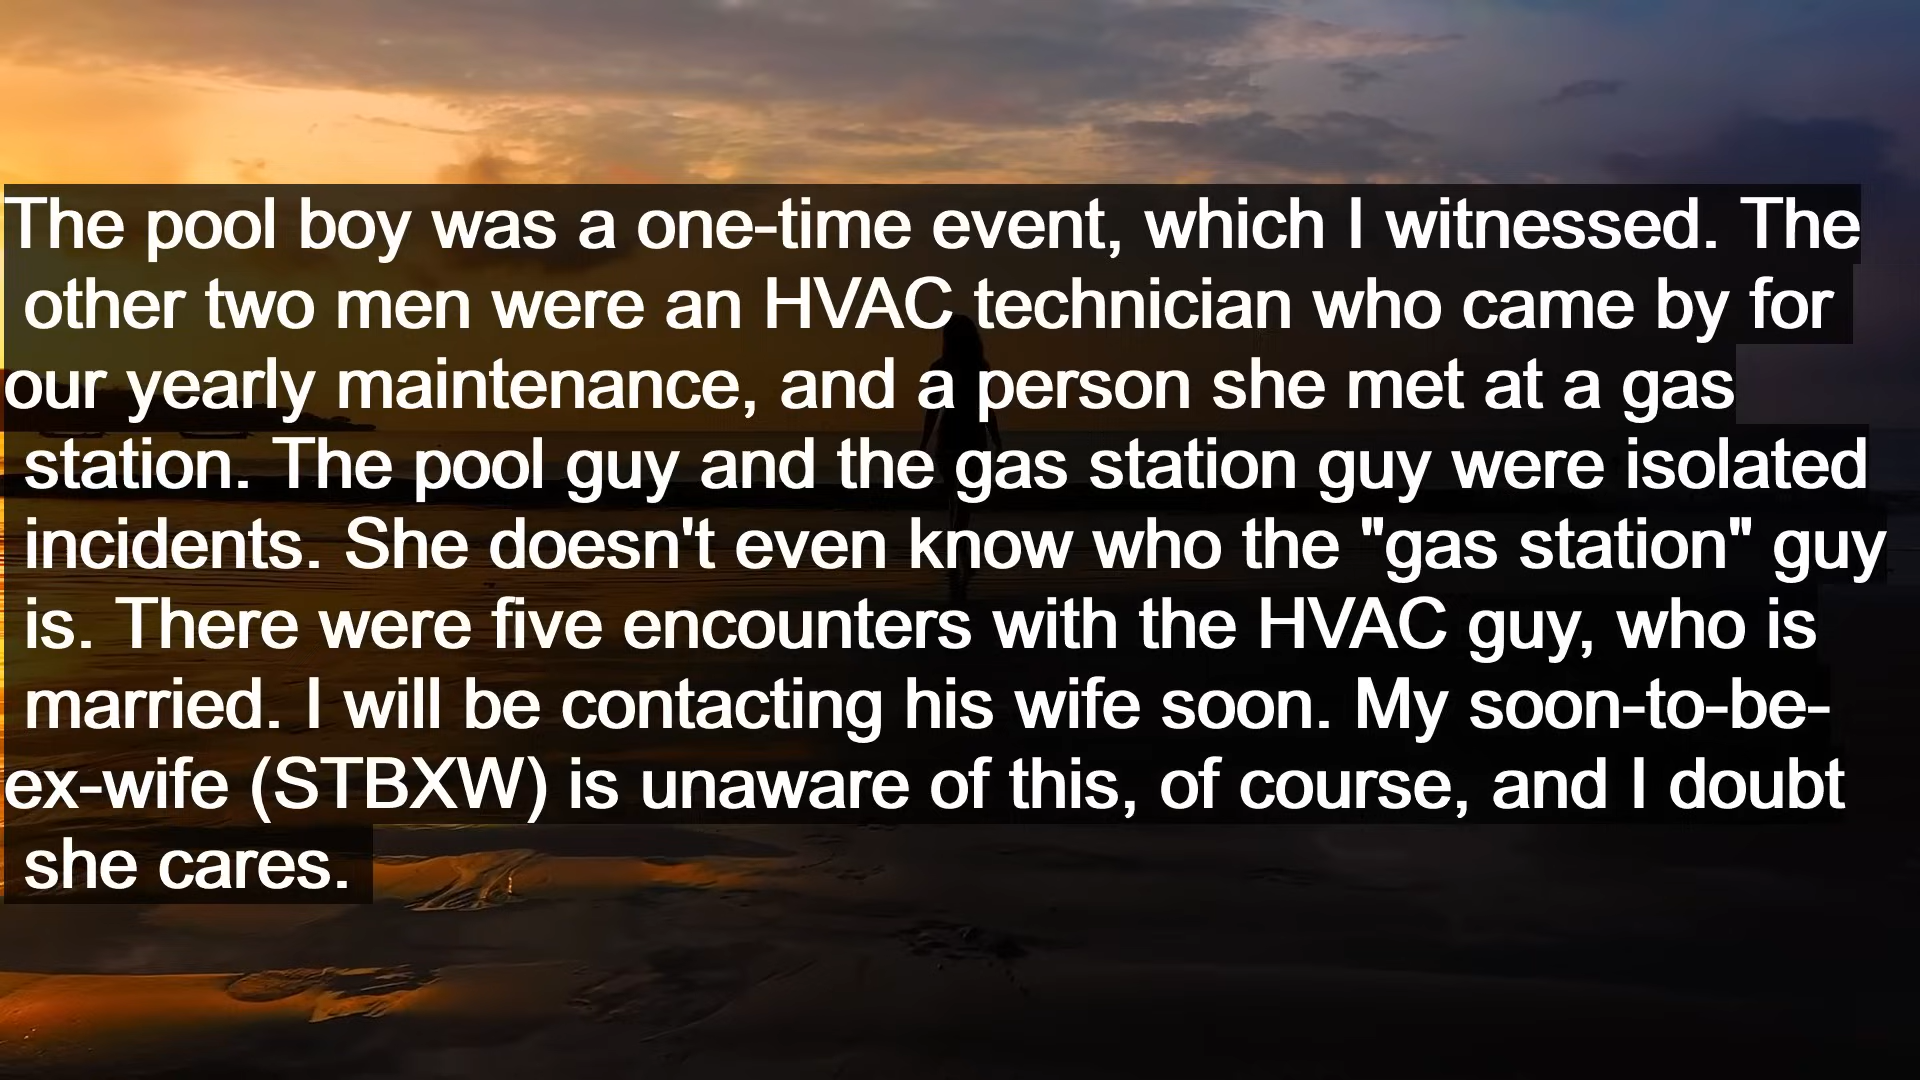 The pool boy was a one-time event, which I witnessed. The
other two men were an HVAC technician who came by for
our yearly maintenance, and a person she met at a gas
station. The pool guy and the gas station guy were isolated
incidents. She doesn't even know who the "gas station" guy
is. There were five encounters with the HVAC guy, who is
married. I will be contacting his wife soon. My soon-to-be-
ex-wife (STBXW) is unaware of this, of course, and I doubt
she cares.